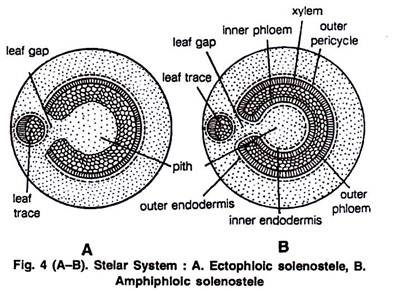 xylem
inner phloem
outer
pericycle
leaf gap
leaf gap
leaf trace
pith
leaf
trace
outer endodermis
inner endodermis
outer
phloem
A
B
Fig. 4 (A–B). Stelar System : A. Ectophloic solenostele, B.
Amphiphloic solenostele